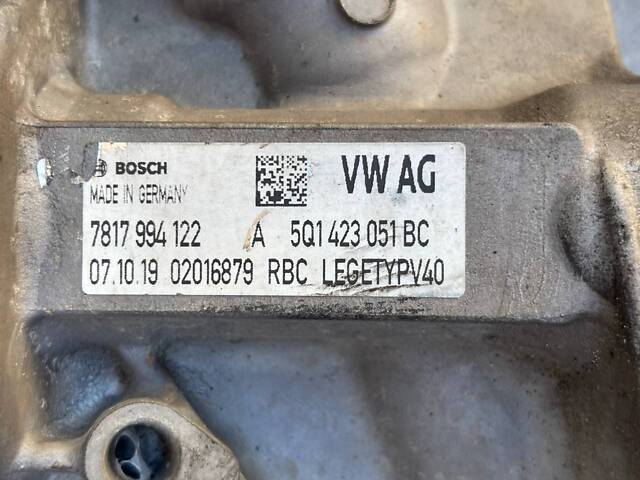 BOSCH VW AG
MADE IN GERMANY
7817 994 122 A 5Q1 423 051 BC
07.10.19 02016879 RBC LEGETYPV40